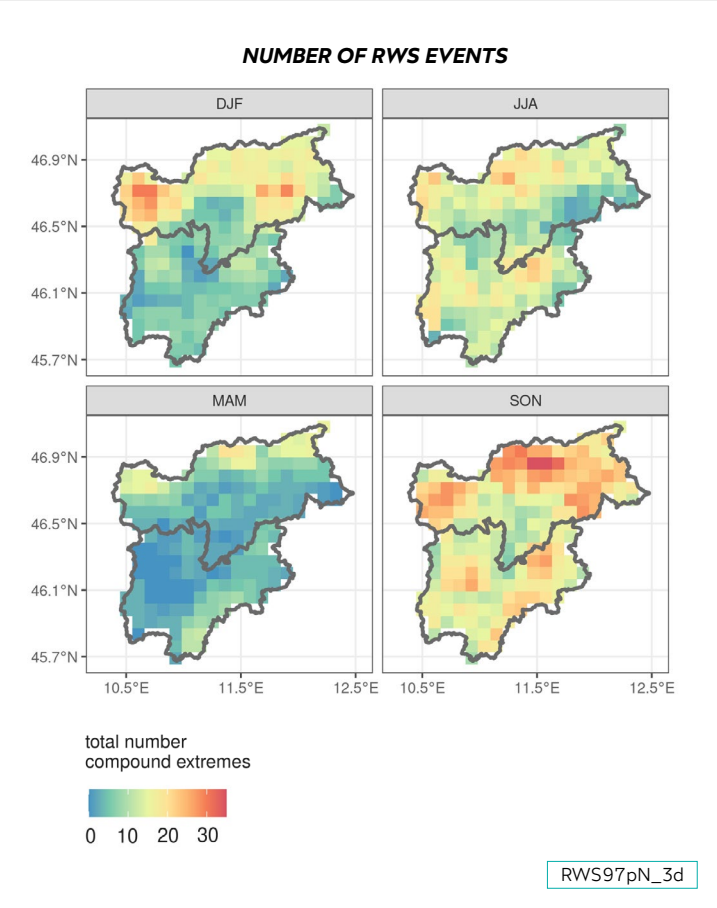 NUMBER OF RWS EVENTS
DJF
JJA
46.9°N
46.5°N
46.1°N
45.7°N
MAM
SON
46.9°N
46.5°N
46.1°N
45.7°N
10.5°E 11.5°E 12.5°E 10.5°E 11.5°E 12.5°E
total number
compound extremes
0 10 20 30
RWS97pN_3d